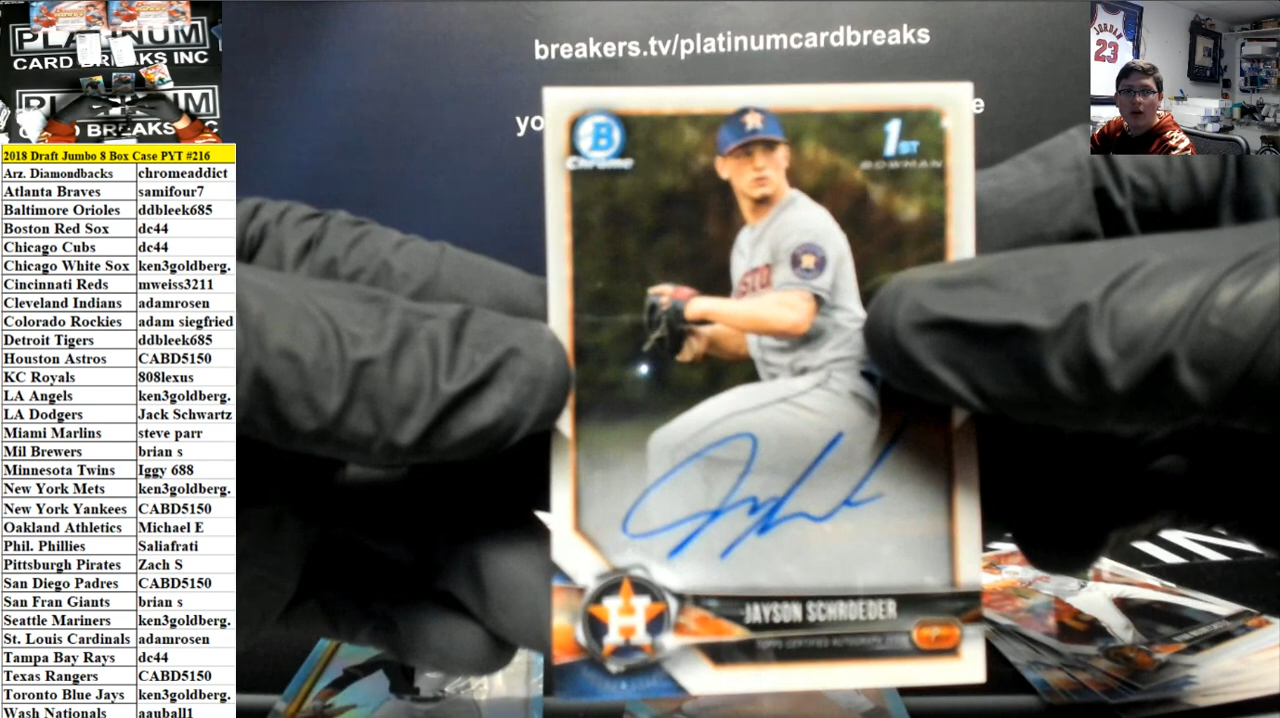 PLATINUM
CARD BREAKS INC
PLATINUM
CARD BREAKS INC
2018 Draft Jumbo 8 Box Case PYT #216
Arz. Diamondbacks chromeaddict
Atlanta Braves samifour7
Baltimore Orioles ddbleek685
Boston Red Sox dc44
Chicago Cubs dc44
Chicago White Sox ken3goldberg.
Cincinnati Reds mweiss3211
Cleveland Indians adamrosen
Colorado Rockies adam siegfried
Detroit Tigers ddbleek685
Houston Astros CABD5150
KC Royals 808lexus
LA Angels ken3goldberg.
LA Dodgers Jack Schwartz
Miami Marlins steve parr
Mil Brewers brian s
Minnesota Twins Iggy 688
New York Mets ken3goldberg.
New York Yankees CABD5150
Oakland Athletics Michael E
Phil. Phillies Saliafrati
Pittsburgh Pirates Zach S
San Diego Padres CABD5150
San Fran Giants brian s
Seattle Mariners ken3goldberg.
St. Louis Cardinals adamrosen
Tampa Bay Rays dc44
Texas Rangers CABD5150
Toronto Blue Jays ken3goldberg.
Wash Nationals aauball1
breakers.tv/platinumcardbreaks
yo
e
B
Chrome
1ST
BOWMAN
H
JAYSON SCHROEDER
TOPPS CERTIFIED AUTOGRAPH
P
JORDAN
23